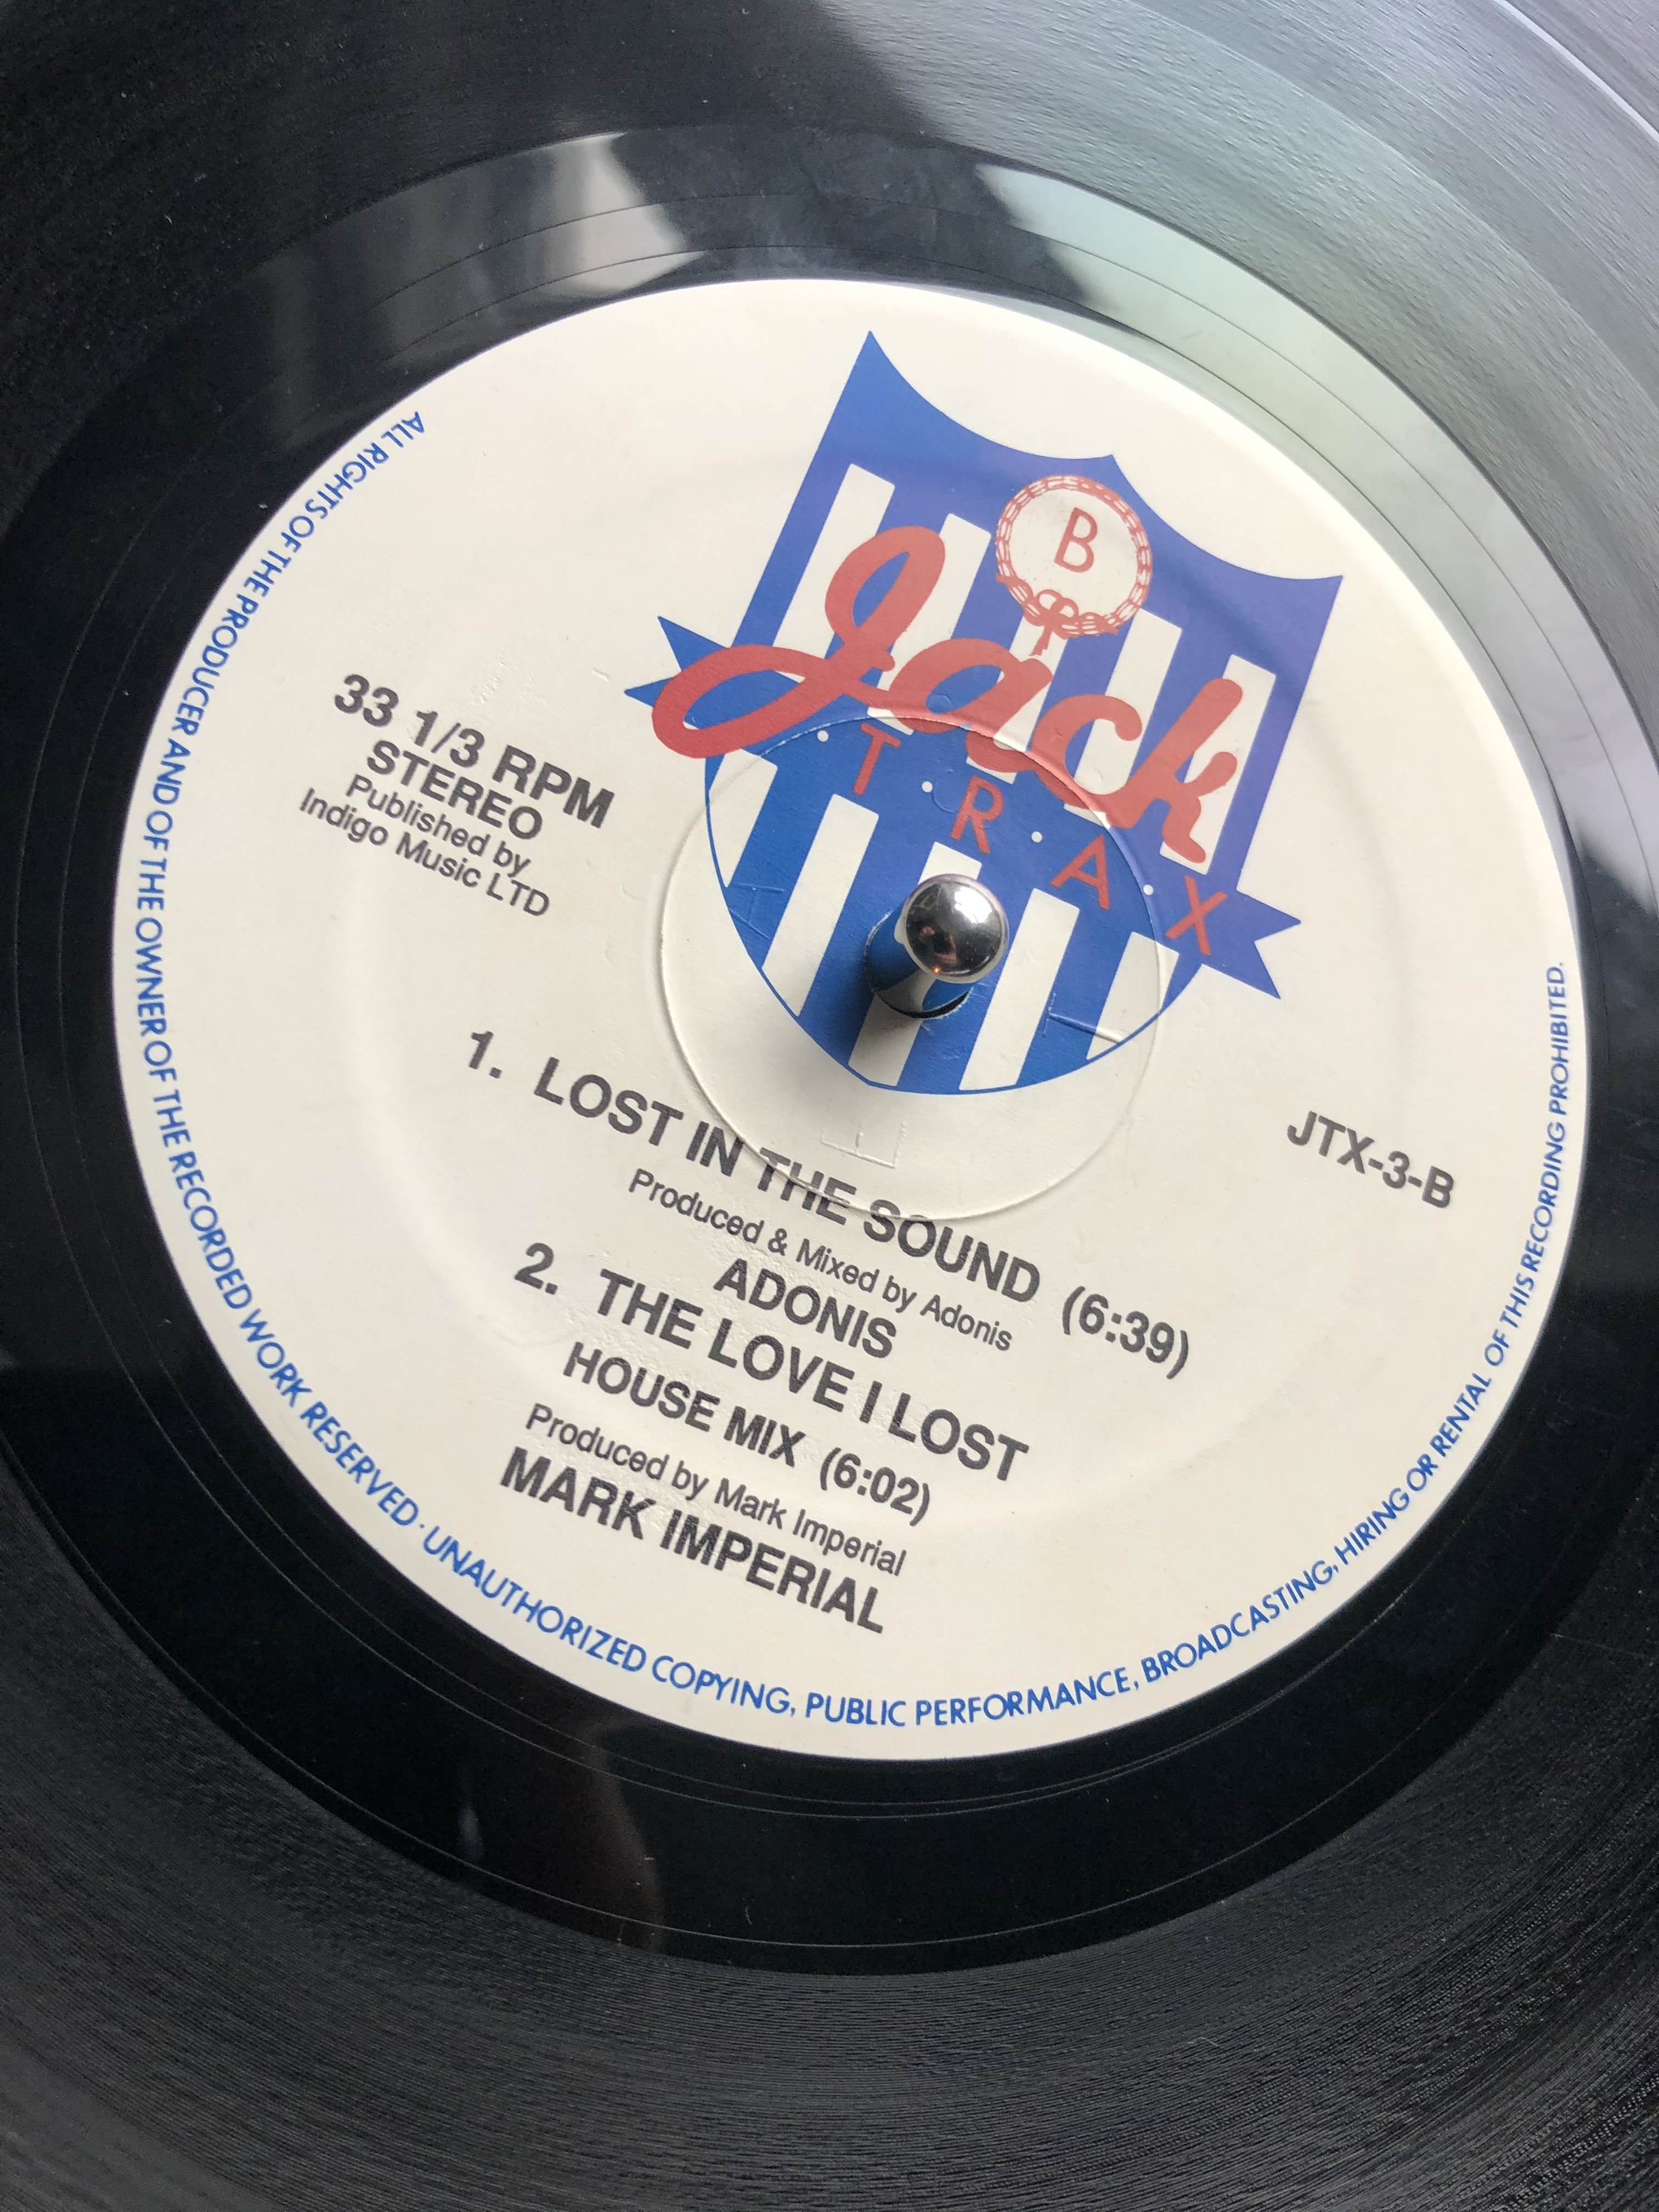 B
Jack
TRAX
33 1/3 RPM
STEREO
Published by
Indigo Music LTD
JTX-3-B
1. LOST IN THE SOUND (6:39)
Produced & Mixed by Adonis
ADONIS
2. THE LOVE I LOST
HOUSE MIX (6:02)
Produced by Mark Imperial
MARK IMPERIAL
ALL RIGHTS OF THE PRODUCER AND OF THE OWNER OF THE RECORDED WORK RESERVED · UNAUTHORIZED COPYING, PUBLIC PERFORMANCE, BROADCASTING, HIRING OR RENTAL OF THIS RECORDING PROHIBITED.